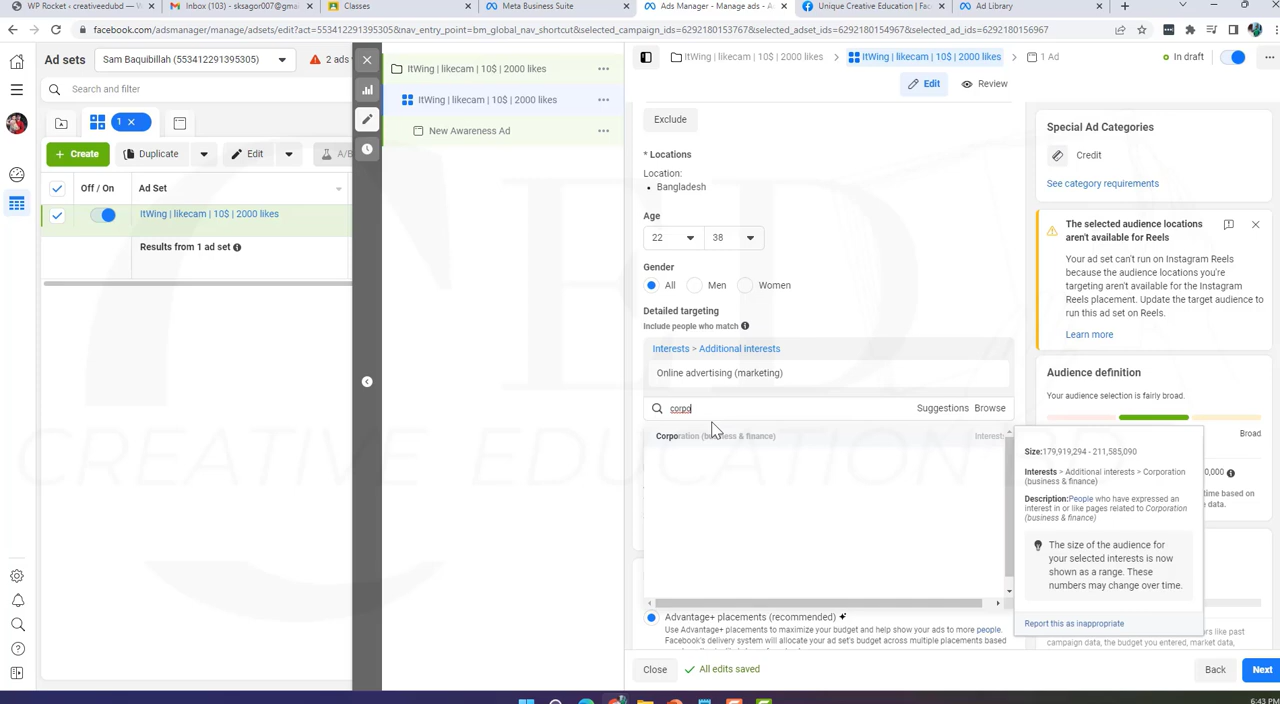 WP Rocket ‹ creativeedubd — W
Inbox (103) - sksagor007@gma
Classes
Meta Business Suite
Ads Manager - Manage ads - A
Unique Creative Education | Fac
Ad Library
facebook.com/adsmanager/manage/adsets/edit?act=553412291395305&nav_entry_point=bm_global_nav_shortcut&selected_campaign_ids=6292180153767&selected_adset_ids=6292180154967&selected_ad_ids=6292180156967
Ad sets
Sam Baquibillah (553412291395305)
2 ads
Search and filter
1
Create
Duplicate
Edit
A/B
Off / On
Ad Set
ItWing | likecam | 10$ | 2000 likes
Results from 1 ad set
ItWing | likecam | 10$ | 2000 likes
ItWing | likecam | 10$ | 2000 likes
New Awareness Ad
ItWing | likecam | 10$ | 2000 likes
ItWing | likecam | 10$ | 2000 likes
1 Ad
In draft
Edit
Review
Exclude
* Locations
Location:
• Bangladesh
Age
22
38
Gender
All
Men
Women
Detailed targeting
Include people who match
Interests > Additional interests
Online advertising (marketing)
corpo
Suggestions
Browse
Corporation (business & finance)
Interest
Advantage+ placements (recommended)
Use Advantage+ placements to maximize your budget and help show your ads to more people.
Facebook's delivery system will allocate your ad set's budget across multiple placements based
Close
All edits saved
Back
Next
Special Ad Categories
Credit
See category requirements
The selected audience locations
aren't available for Reels
Your ad set can't run on Instagram Reels
because the audience locations you're
targeting aren't available for the Instagram
Reels placement. Update the target audience to
run this ad set on Reels.
Learn more
Audience definition
Your audience selection is fairly broad.
Broad
Size:179,919,294 - 211,585,090
Interests > Additional interests > Corporation
(business & finance)
Description:People who have expressed an
interest in or like pages related to Corporation
(business & finance)
The size of the audience for
your selected interests is now
shown as a range. These
numbers may change over time.
Report this as inappropriate
0,000
time based on
e data.
ors like past
campaign data, the budget you entered, market data,
CED
CREATIVE EDUCATION BD
6:43 PM